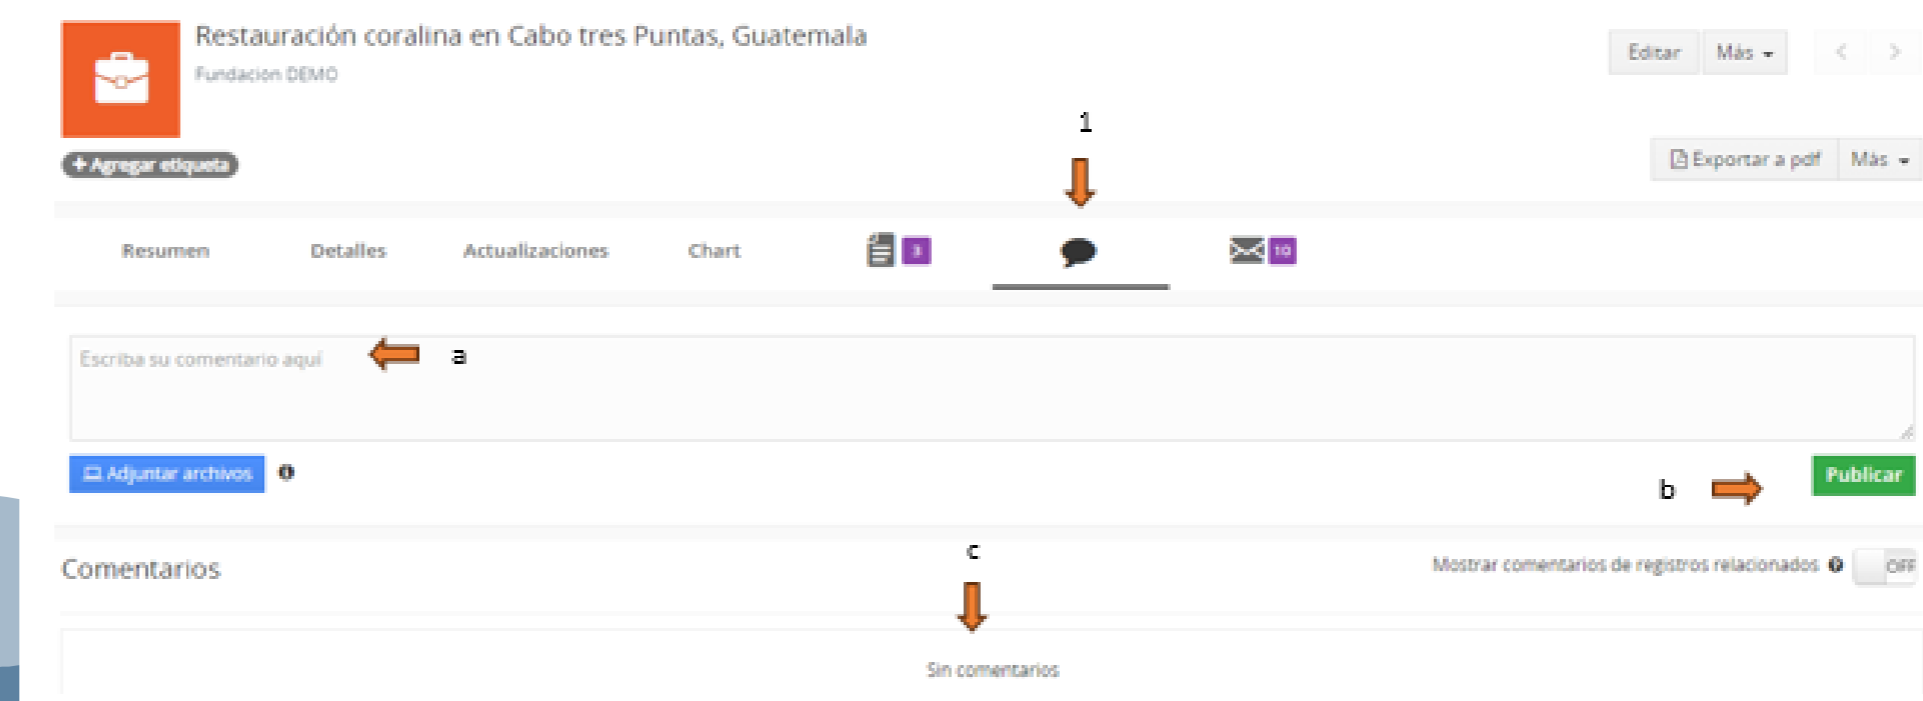 Restauración coralina en Cabo tres Puntas, Guatemala
Fundacion DEMO
Editar Más
1
+ Agregar etiqueta
Exportar a pdf Más
Resumen Detalles Actualizaciones Chart 3 10
Escriba su comentario aquí a
Adjuntar archivos
b Publicar
c
Comentarios Mostrar comentarios de registros relacionados OFF
Sin comentarios